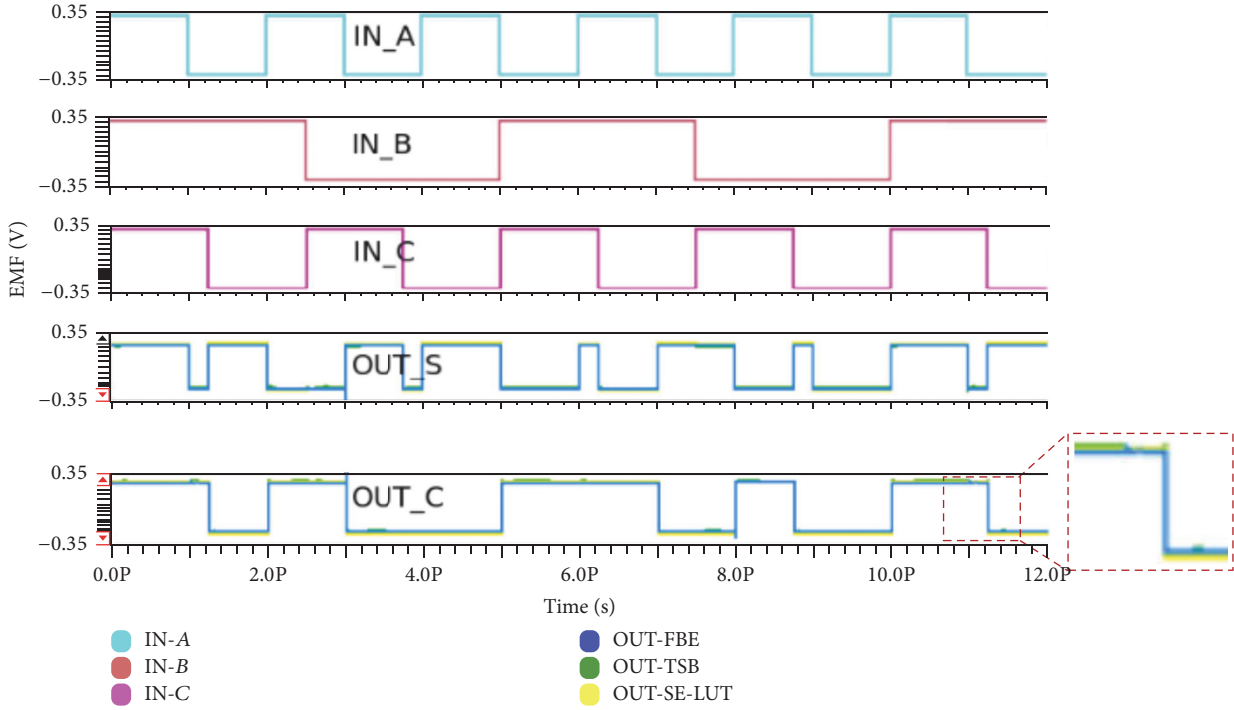 0.35
IN_A
−0.35
0.35
IN_B
−0.35
EMF (V)
0.35
IN_C
−0.35
0.35
OUT_S
−0.35
0.35
OUT_C
−0.35
0.0P 2.0P 4.0P 6.0P 8.0P 10.0P 12.0P
Time (s)
IN-A
IN-B
IN-C
OUT-FBE
OUT-TSB
OUT-SE-LUT